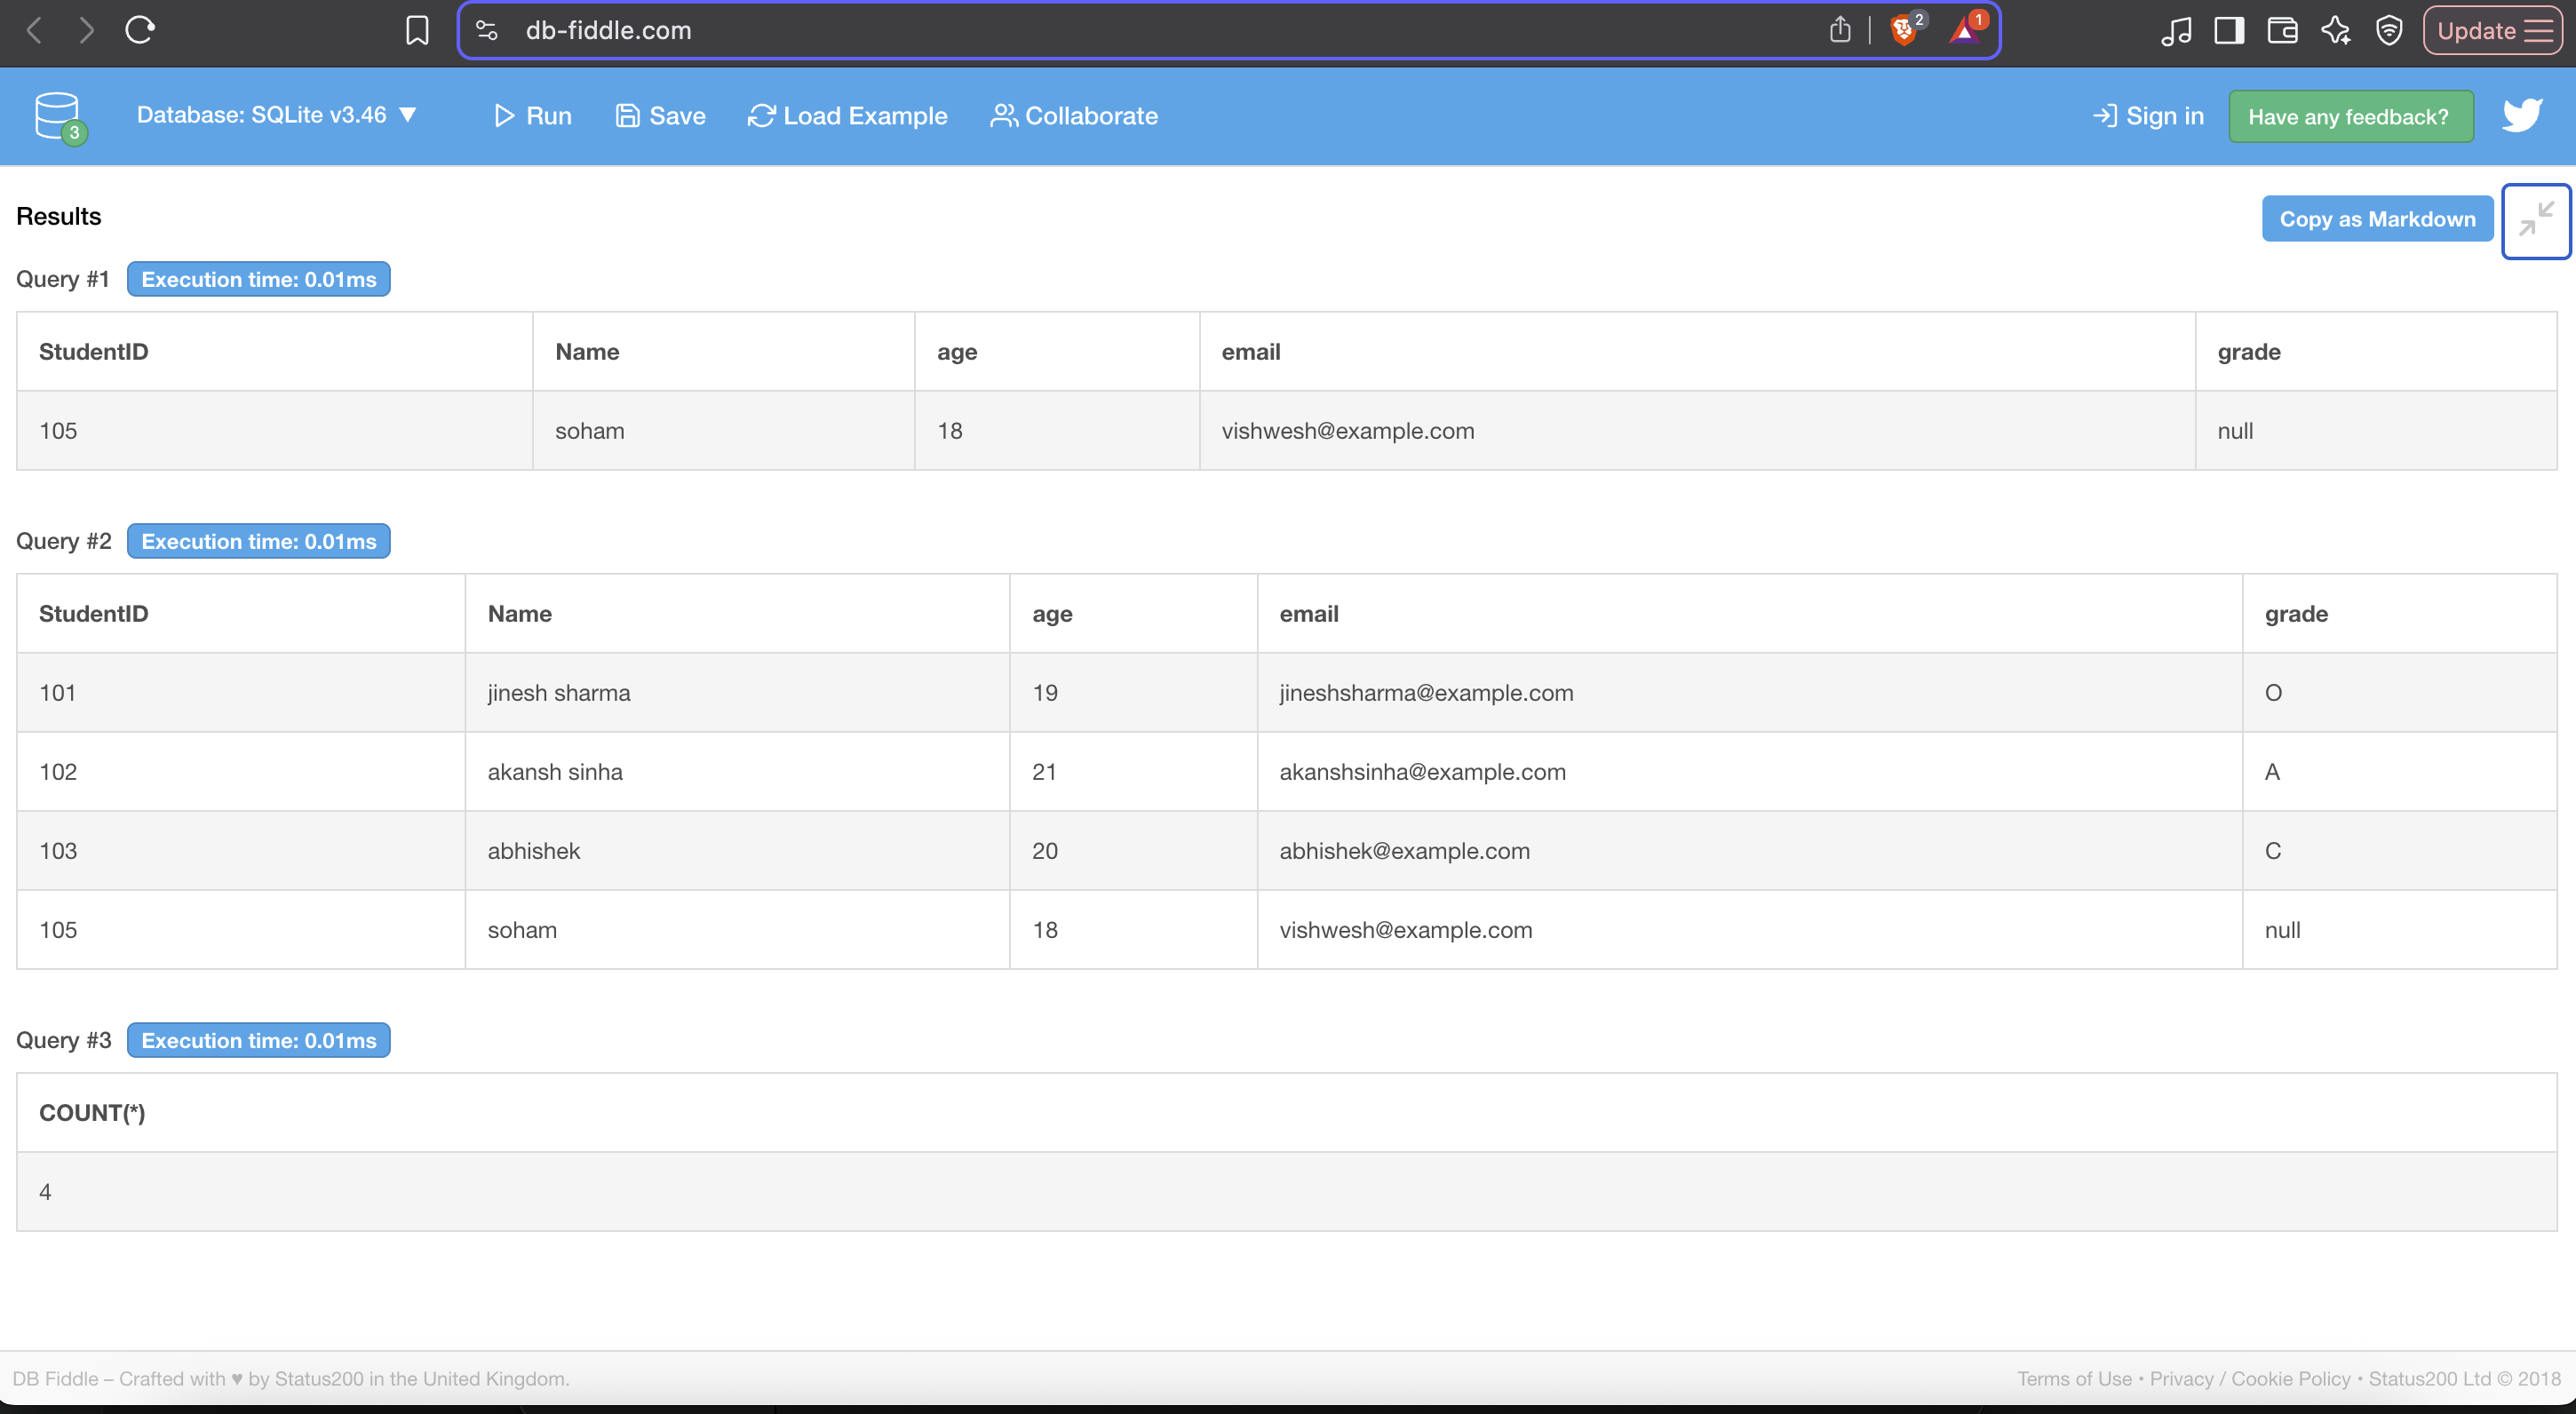 db-fiddle.com
2
1
Update
3
Database: SQLite v3.46 ▼
Run
Save
Load Example
Collaborate
Sign in
Have any feedback?
Results
Copy as Markdown
Query #1 Execution time: 0.01ms
StudentID Name age email grade
105 soham 18 vishwesh@example.com null
Query #2 Execution time: 0.01ms
StudentID Name age email grade
101 jinesh sharma 19 jineshsharma@example.com O
102 akansh sinha 21 akanshsinha@example.com A
103 abhishek 20 abhishek@example.com C
105 soham 18 vishwesh@example.com null
Query #3 Execution time: 0.01ms
COUNT(*)
4
DB Fiddle – Crafted with ♥ by Status200 in the United Kingdom.
Terms of Use • Privacy / Cookie Policy • Status200 Ltd © 2018